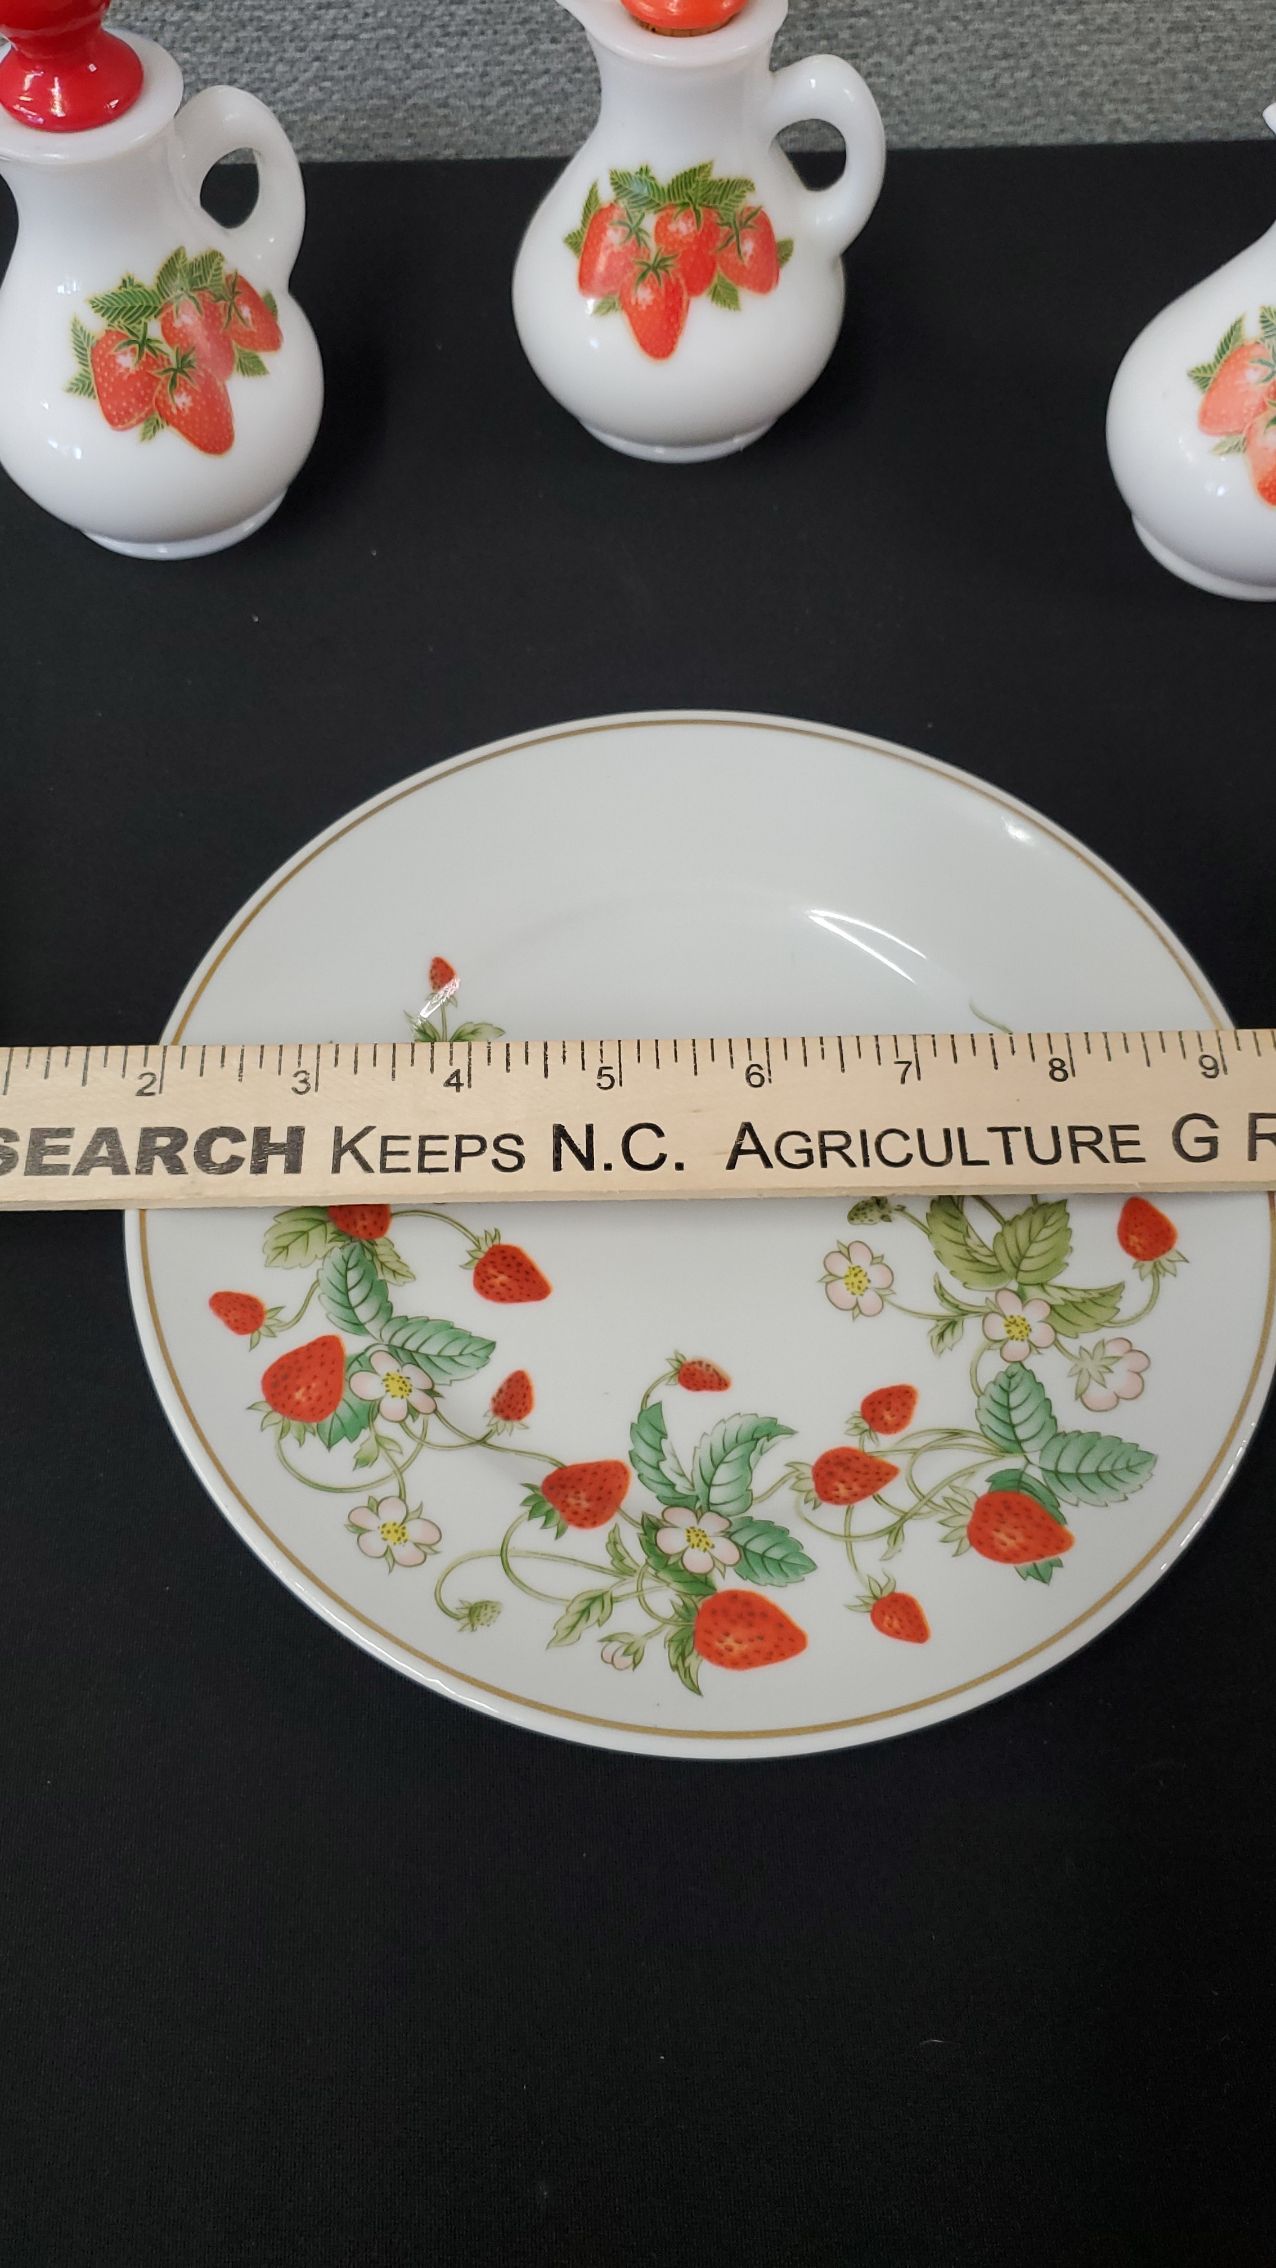 2 3 4 5 6 7 8 9
SEARCH KEEPS N.C. AGRICULTURE G R